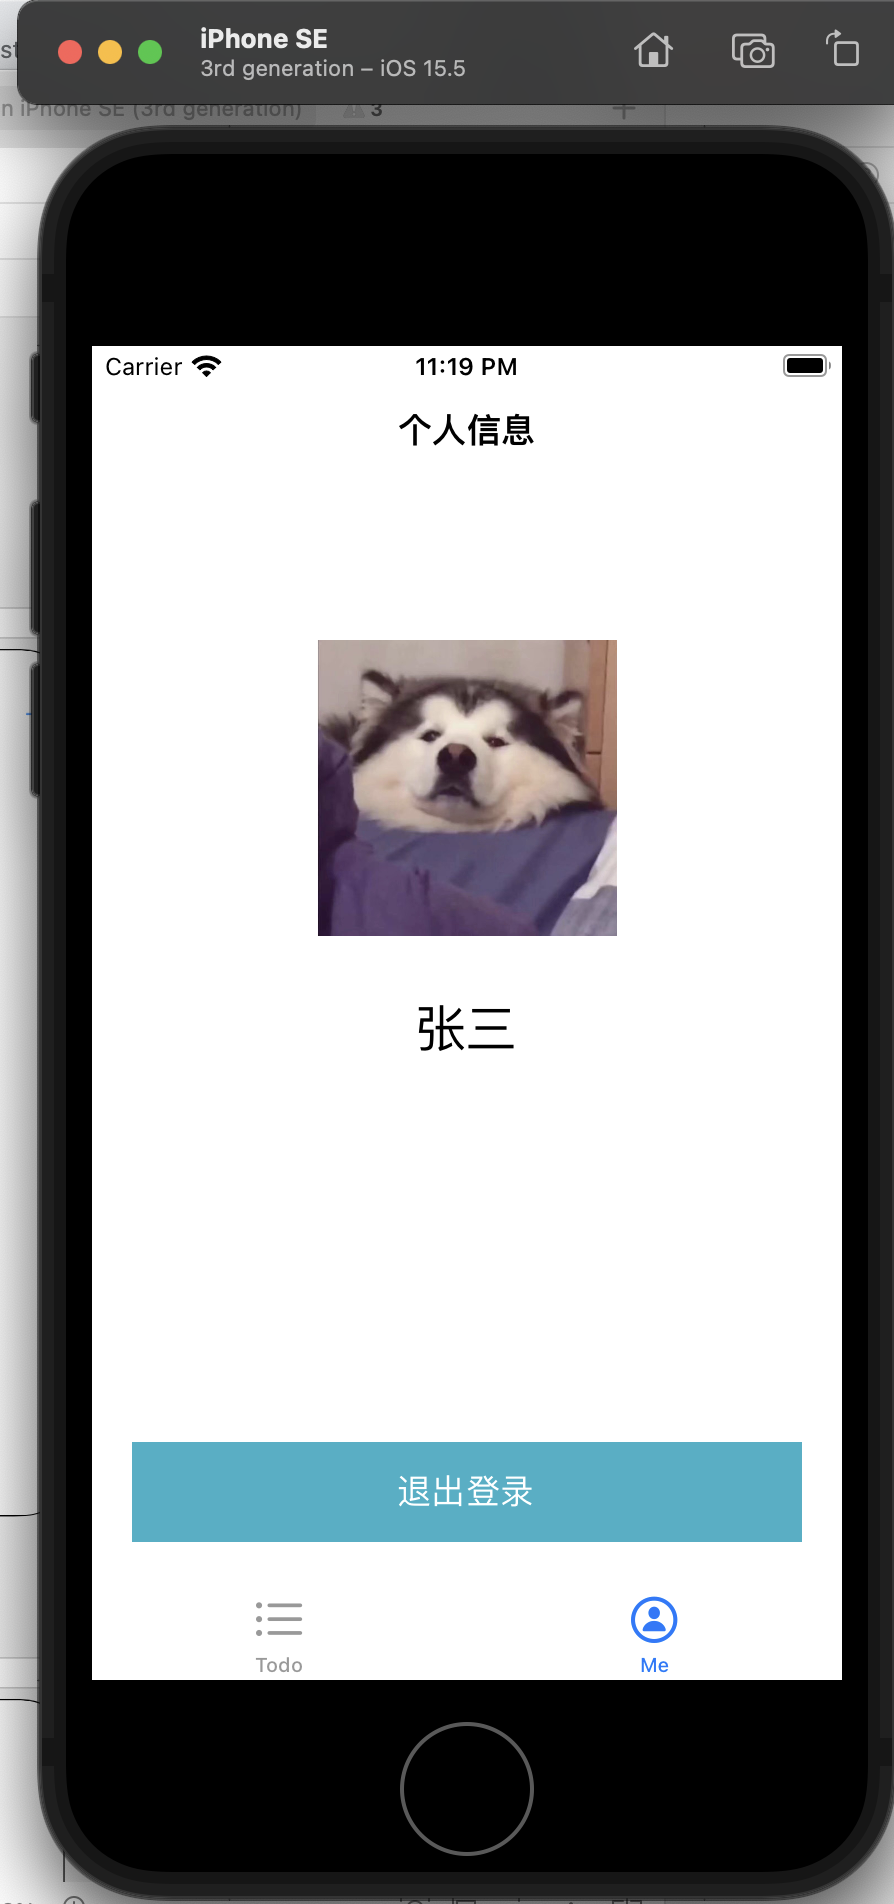 iPhone SE
3rd generation – iOS 15.5
n iPhone SE (3rd generation)
3
Carrier
11:19 PM
个人信息
张三
退出登录
Todo
Me